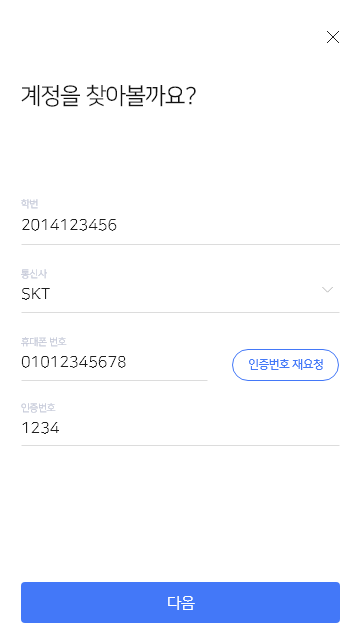 계정을 찾아볼까요?
학번
2014123456
통신사
SKT
휴대폰 번호
01012345678
인증번호 재요청
인증번호
1234
다음